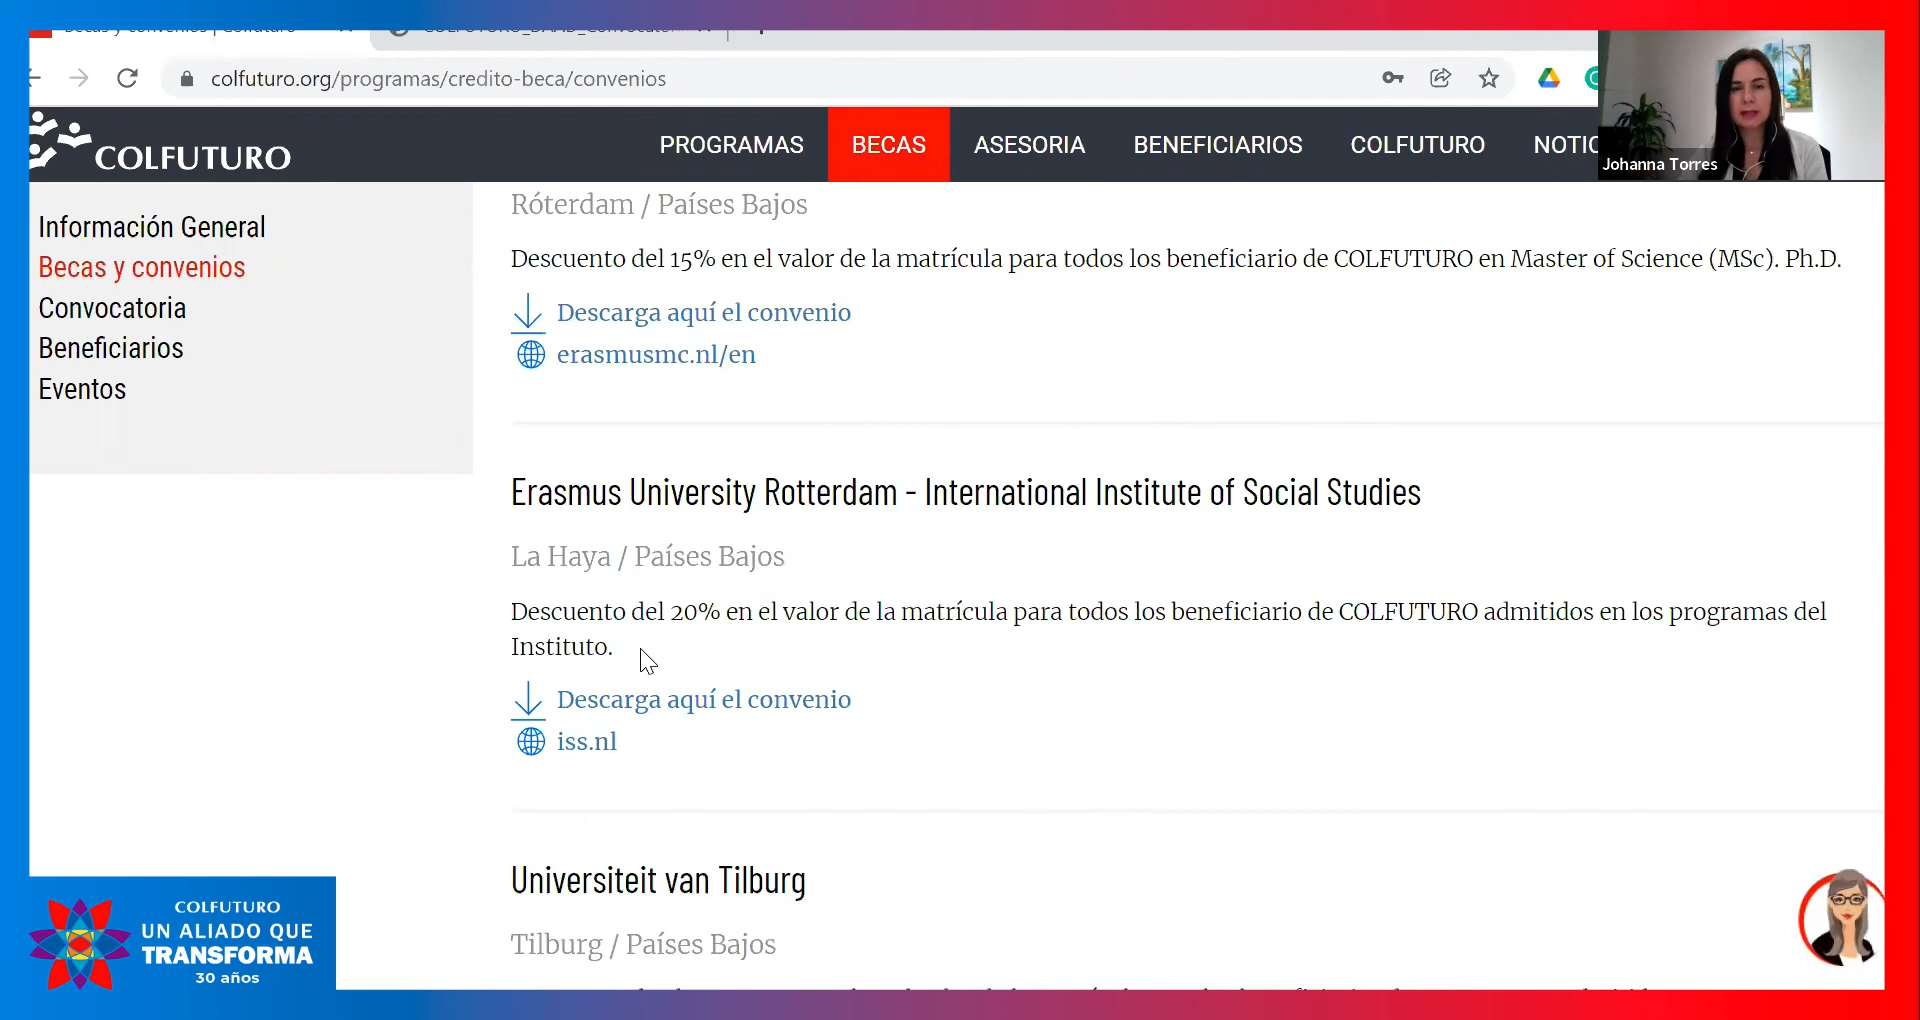 Becas y convenios | Colfuturo
colfuturo.org/programas/credito-beca/convenios
COLFUTURO
PROGRAMAS
BECAS
ASESORIA
BENEFICIARIOS
COLFUTURO
NOTIC
Johanna Torres
Información General
Becas y convenios
Convocatoria
Beneficiarios
Eventos
Róterdam / Países Bajos
Descuento del 15% en el valor de la matrícula para todos los beneficiario de COLFUTURO en Master of Science (MSc). Ph.D.
Descarga aquí el convenio
erasmusmc.nl/en
Erasmus University Rotterdam - International Institute of Social Studies
La Haya / Países Bajos
Descuento del 20% en el valor de la matrícula para todos los beneficiario de COLFUTURO admitidos en los programas del
Instituto.
Descarga aquí el convenio
iss.nl
Universiteit van Tilburg
Tilburg / Países Bajos
COLFUTURO
UN ALIADO QUE
TRANSFORMA
30 años